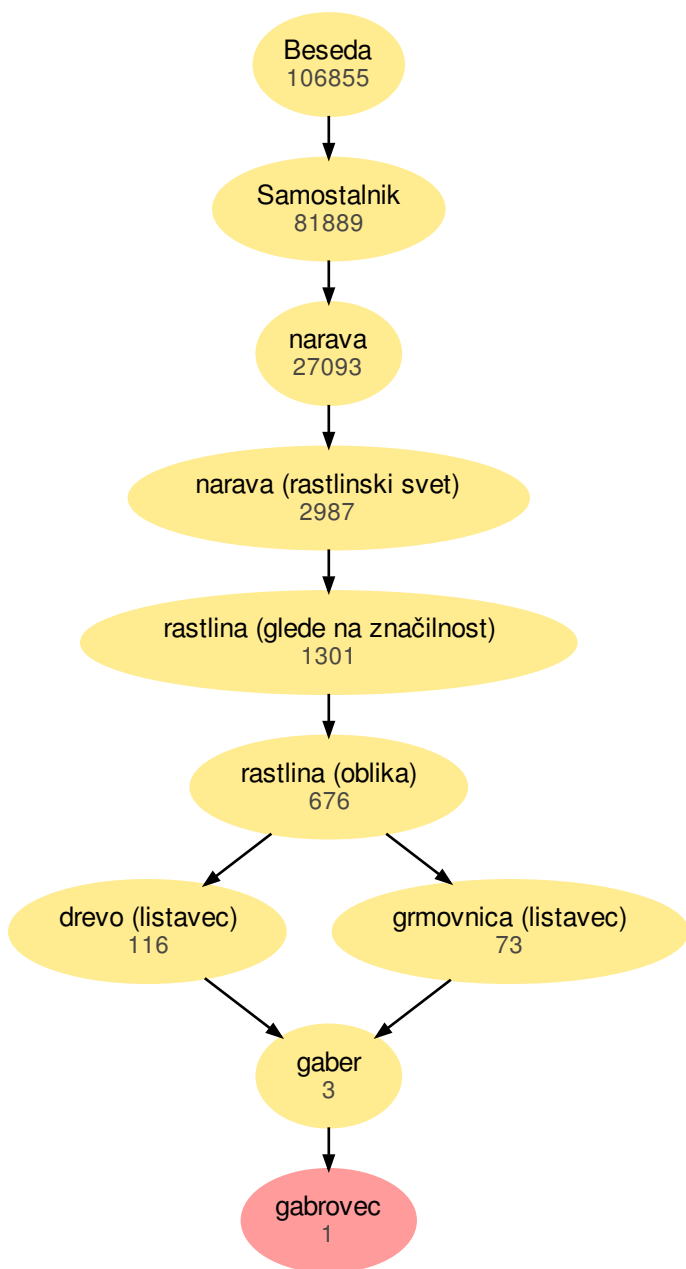 Beseda
106855
Samostalnik
81889
narava
27093
narava (rastlinski svet)
2987
rastlina (glede na značilnost)
1301
rastlina (oblika)
676
drevo (listavec)
116
grmovnica (listavec)
73
gaber
3
gabrovec
1